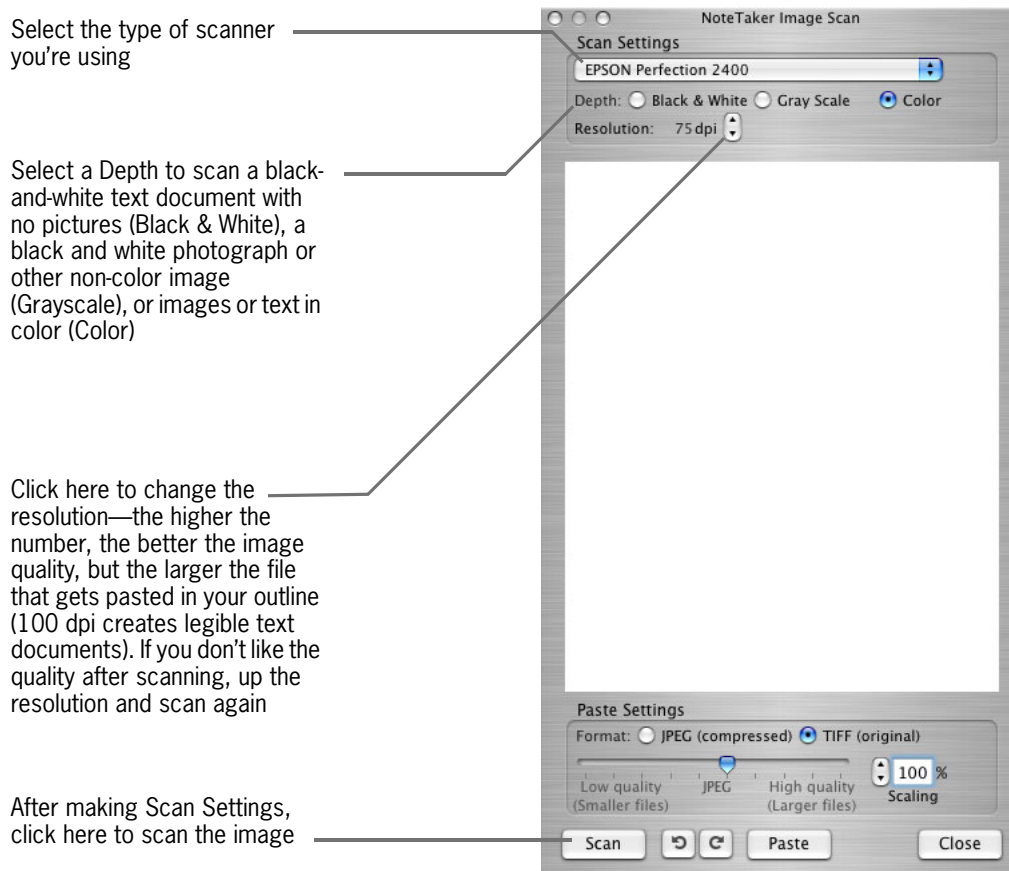 Select the type of scanner
you're using
Select a Depth to scan a black-
and-white text document with
no pictures (Black & White), a
black and white photograph or
other non-color image
(Grayscale), or images or text in
color (Color)
Click here to change the
resolution—the higher the
number, the better the image
quality, but the larger the file
that gets pasted in your outline
(100 dpi creates legible text
documents). If you don't like the
quality after scanning, up the
resolution and scan again
After making Scan Settings,
click here to scan the image
NoteTaker Image Scan
Scan Settings
EPSON Perfection 2400
Depth: Black & White Gray Scale Color
Resolution: 75 dpi
Paste Settings
Format: JPEG (compressed) TIFF (original)
100 %
Low quality JPEG High quality
Scaling
(Smaller files) (Larger files)
Scan Paste Close